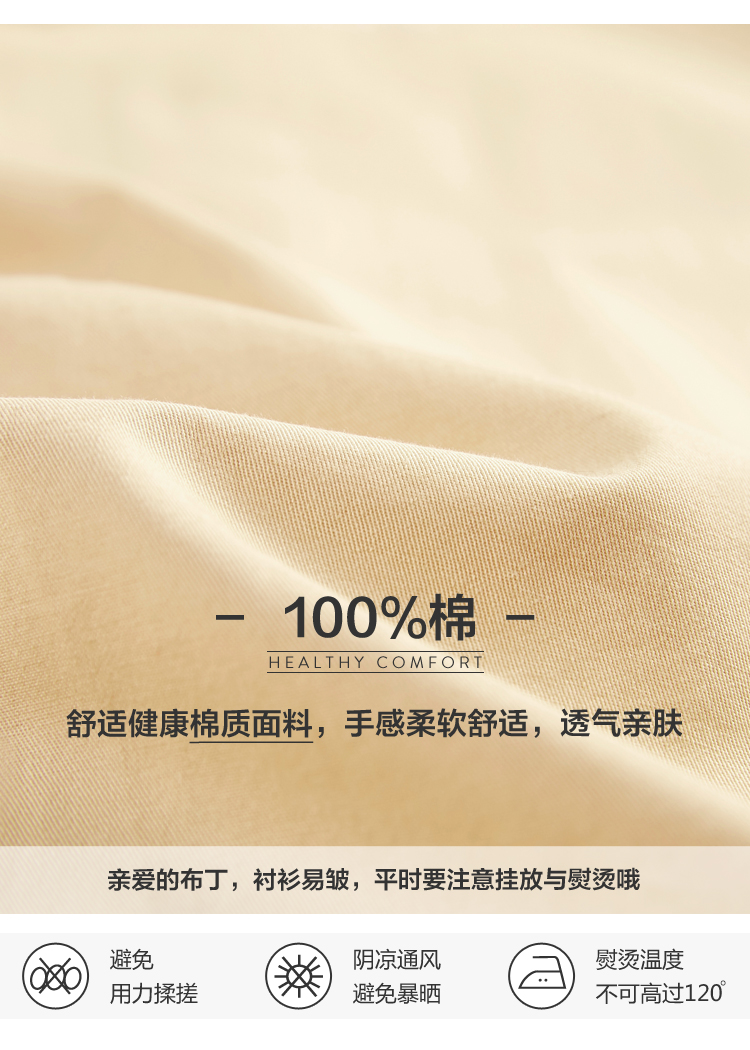 - 100%棉 -
HEALTHY COMFORT
舒适健康棉质面料，手感柔软舒适，透气亲肤
亲爱的布丁，衬衫易皱，平时要注意挂放与熨烫哦
避免
用力揉搓
阴凉通风
避免暴晒
熨烫温度
不可高过120°